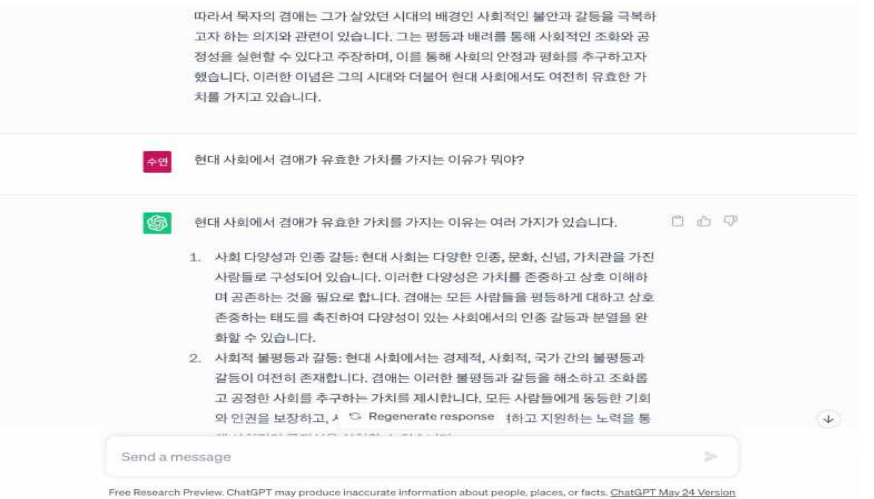 따라서 묵자의 겸애는 그가 살았던 시대의 배경인 사회적인 불안과 갈등을 극복하
고자 하는 의지와 관련이 있습니다. 그는 평등과 배려를 통해 사회적인 조화와 공
정성을 실현할 수 있다고 주장하며, 이를 통해 사회의 안정과 평화를 추구하고자
했습니다. 이러한 이념은 그의 시대와 더불어 현대 사회에서도 여전히 유효한 가
치를 가지고 있습니다.
수연
현대 사회에서 겸애가 유효한 가치를 가지는 이유가 뭐야?
현대 사회에서 겸애가 유효한 가치를 가지는 이유는 여러 가지가 있습니다.
1. 사회 다양성과 인종 갈등: 현대 사회는 다양한 인종, 문화, 신념, 가치관을 가진
사람들로 구성되어 있습니다. 이러한 다양성은 가치를 존중하고 상호 이해하
며 공존하는 것을 필요로 합니다. 겸애는 모든 사람들을 평등하게 대하고 상호
존중하는 태도를 촉진하여 다양성이 있는 사회에서의 인종 갈등과 분열을 완
화할 수 있습니다.
2. 사회적 불평등과 갈등: 현대 사회에서는 경제적, 사회적, 국가 간의 불평등과
갈등이 여전히 존재합니다. 겸애는 이러한 불평등과 갈등을 해소하고 조화롭
고 공정한 사회를 추구하는 가치를 제시합니다. 모든 사람들에게 동등한 기회
와 인권을 보장하고, Regenerate response 하고 지원하는 노력을 통
Send a message
Free Research Preview. ChatGPT may produce inaccurate information about people, places, or facts. ChatGPT May 24 Version